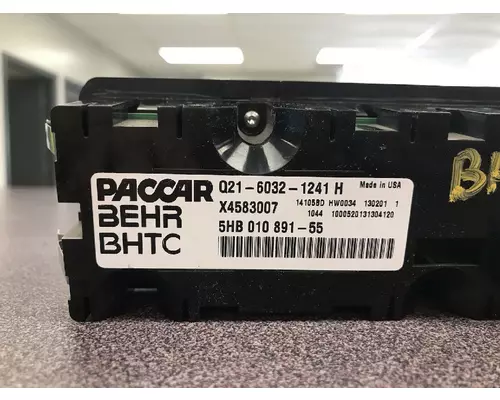 PACCAR
BEHR
BHTC
Q21-6032-1241 H Made in USA
X4583007 14105BD HW0034 130201 1
1044 1000520131304120
5HB 010 891-55